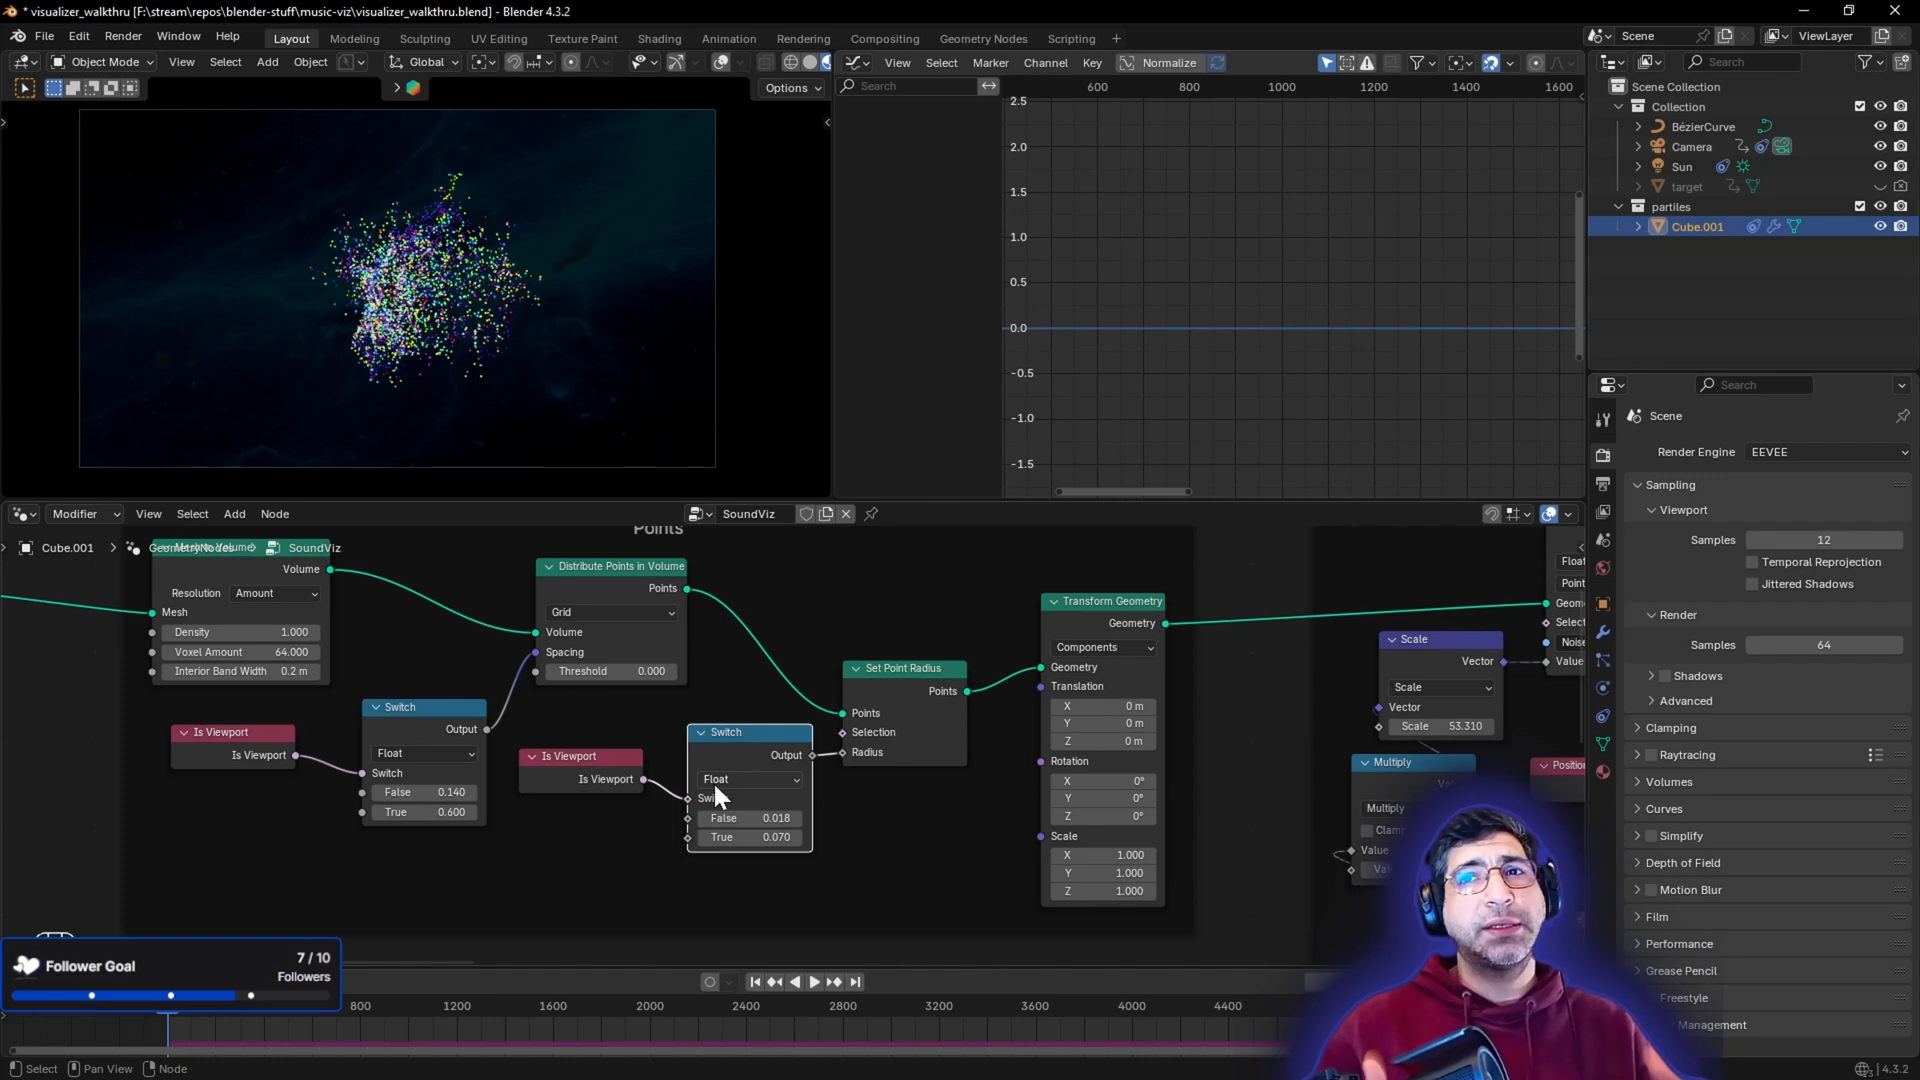 * visualizer_walkthru [F:\stream\repos\blender-stuff\music-viz\visualizer_walkthru.blend] - Blender 4.3.2
File Edit Render Window Help
Layout Modeling Sculpting UV Editing Texture Paint Shading Animation Rendering Compositing Geometry Nodes Scripting +
Scene
ViewLayer
Object Mode View Select Add Object Global
Options
View Select Marker Channel Key Normalize
Search
600 800 1000 1200 1400 1600
2.5
2.0
1.5
1.0
0.5
0.0
-0.5
-1.0
-1.5
Search
Scene Collection
Collection
BézierCurve
Camera
Sun
target
partiles
Cube.001
Search
Scene
Render Engine EEVEE
Sampling
Viewport
Samples 12
Temporal Reprojection
Jittered Shadows
Render
Samples 64
Shadows
Advanced
Clamping
Raytracing
Volumes
Curves
Simplify
Depth of Field
Motion Blur
Film
Performance
Grease Pencil
Freestyle
Management
Modifier View Select Add Node
SoundViz
Points
Cube.001 > GeometryNodes > SoundViz
Volume
Resolution Amount
Mesh
Density 1.000
Voxel Amount 64.000
Interior Band Width 0.2 m
Distribute Points in Volume
Points
Grid
Volume
Spacing
Threshold 0.000
Is Viewport
Is Viewport
Switch
Output
Float
Switch
False 0.140
True 0.600
Is Viewport
Is Viewport
Switch
Output
Float
False 0.018
True 0.070
Set Point Radius
Points
Points
Selection
Radius
Transform Geometry
Geometry
Components
Geometry
Translation
X 0 m
Y 0 m
Z 0 m
Rotation
X 0°
Y 0°
Z 0°
Scale
X 1.000
Y 1.000
Z 1.000
Scale
Vector
Scale
Vector
Scale 53.310
Multiply
Multiply
Value
Float
Value
Follower Goal
7 / 10
Followers
800 1200 1600 2000 2400 2800 3200 3600 4000 4400
Select Pan View Node
4.3.2